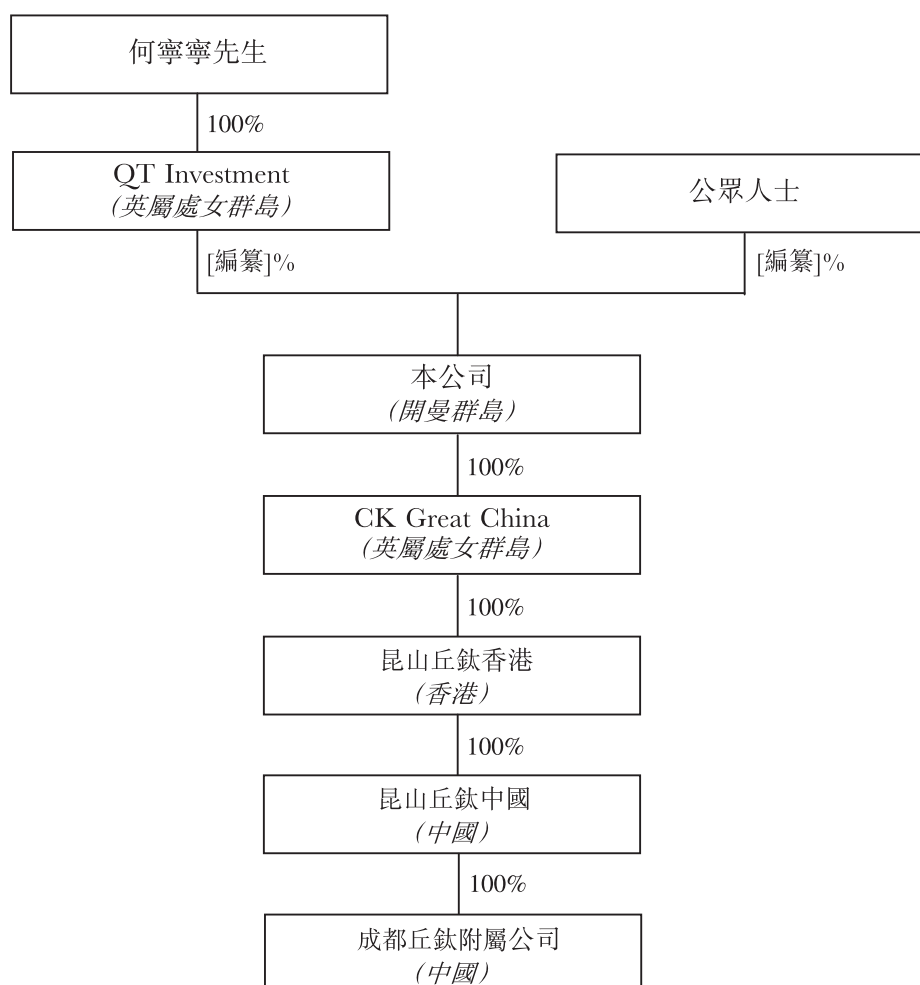 何寧寧先生
100%
QT Investment
(英屬處女群島)
公眾人士
[編纂]%
[編纂]%
本公司
(開曼群島)
100%
CK Great China
(英屬處女群島)
100%
昆山丘鈦香港
(香港)
100%
昆山丘鈦中國
(中國)
100%
成都丘鈦附屬公司
(中國)